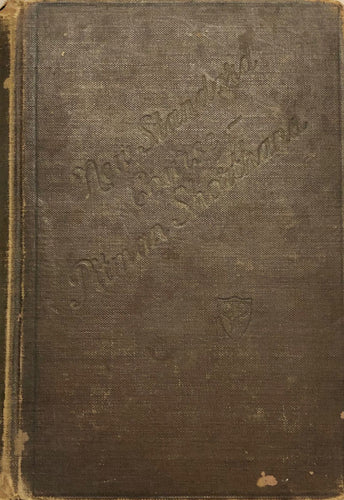 New Standard
Course —
Pitman Shorthand